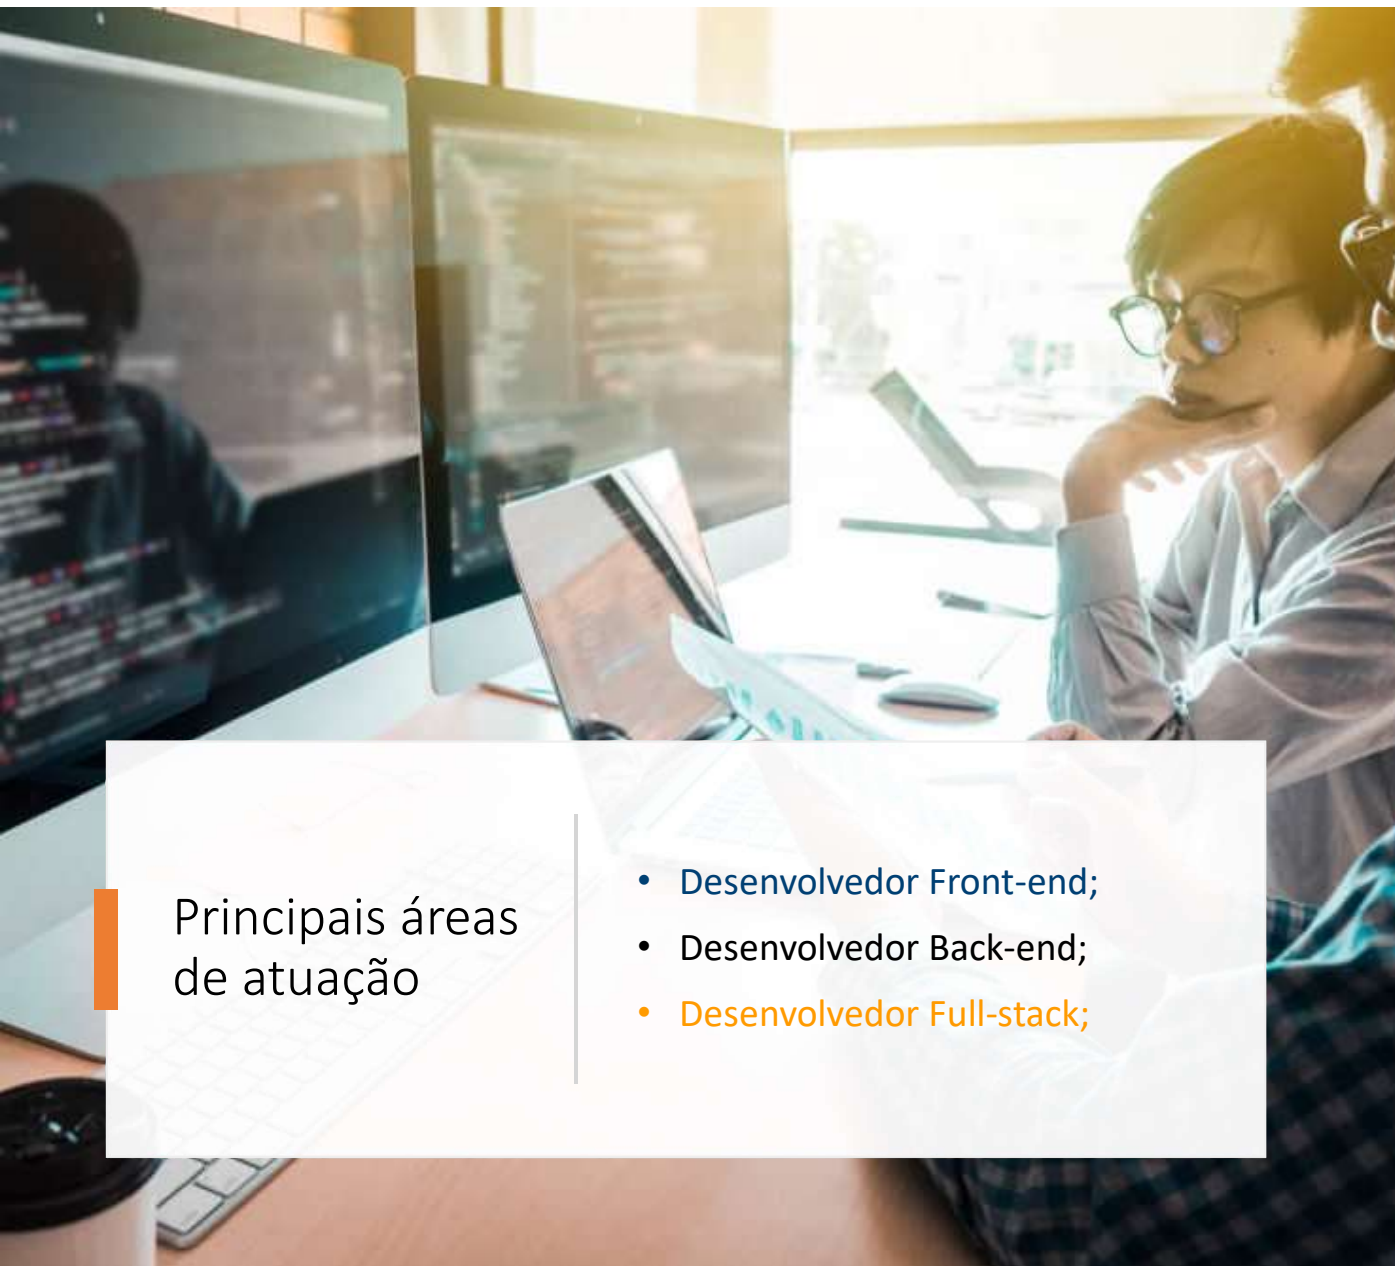 Principais áreas
de atuação
• Desenvolvedor Front-end;
• Desenvolvedor Back-end;
• Desenvolvedor Full-stack;